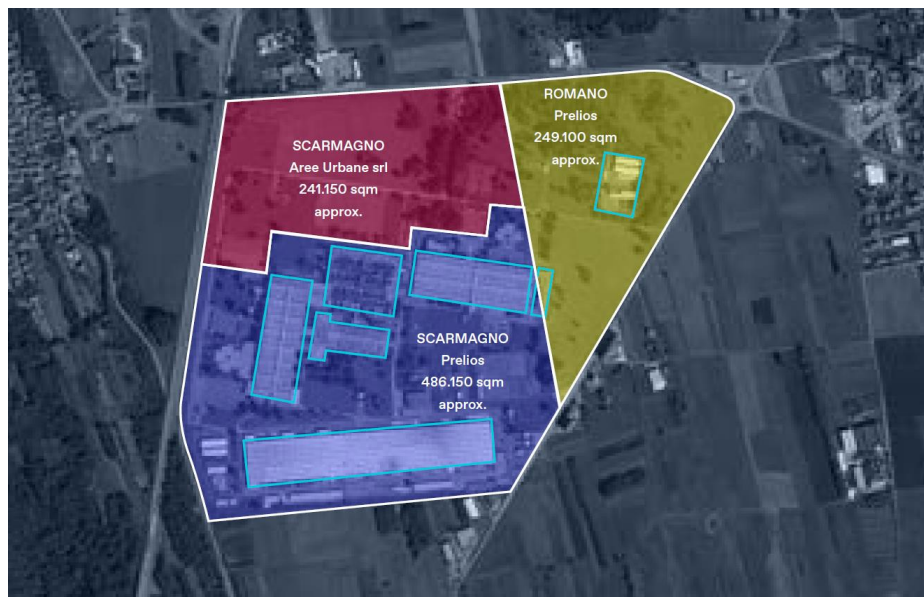 SCARMAGNO
Aree Urbane srl
241.150 sqm
approx.
ROMANO
Prelios
249.100 sqm
approx.
SCARMAGNO
Prelios
486.150 sqm
approx.